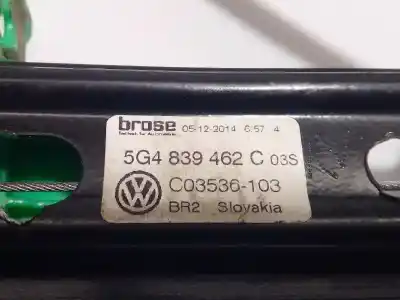 brose 05-12-2014 6:57 4
Technik für Automobile
5G4 839 462 C 03S
C03536-103
BR2 Slovakia